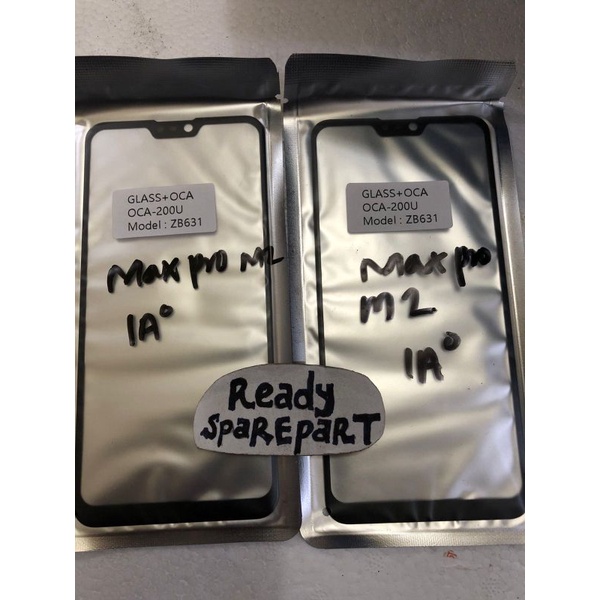 GLASS+OCA
OCA-200U
Model : ZB631
Max pro M2
1A°
GLASS+OCA
OCA-200U
Model : ZB631
Max pro
M2
1A°
Ready
SpaREpaRT